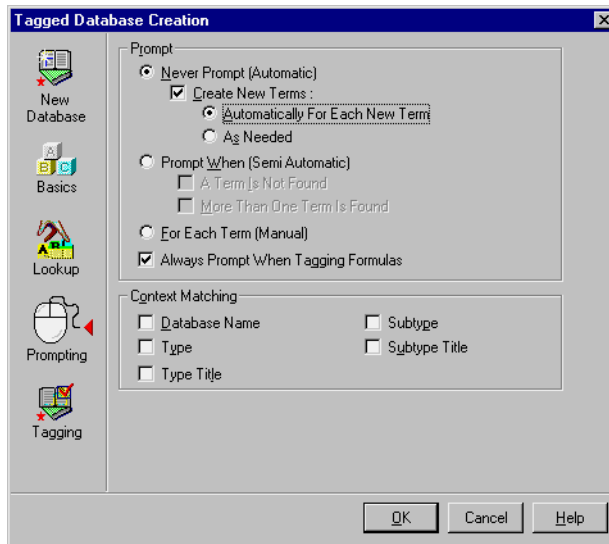 Tagged Database Creation
New
Database
Basics
Lookup
Prompting
Tagging
Prompt
Never Prompt (Automatic)
Create New Terms :
Automatically For Each New Term
As Needed
Prompt When (Semi Automatic)
A Term Is Not Found
More Than One Term Is Found
For Each Term (Manual)
Always Prompt When Tagging Formulas
Context Matching
Database Name
Subtype
Type
Subtype Title
Type Title
OK
Cancel
Help